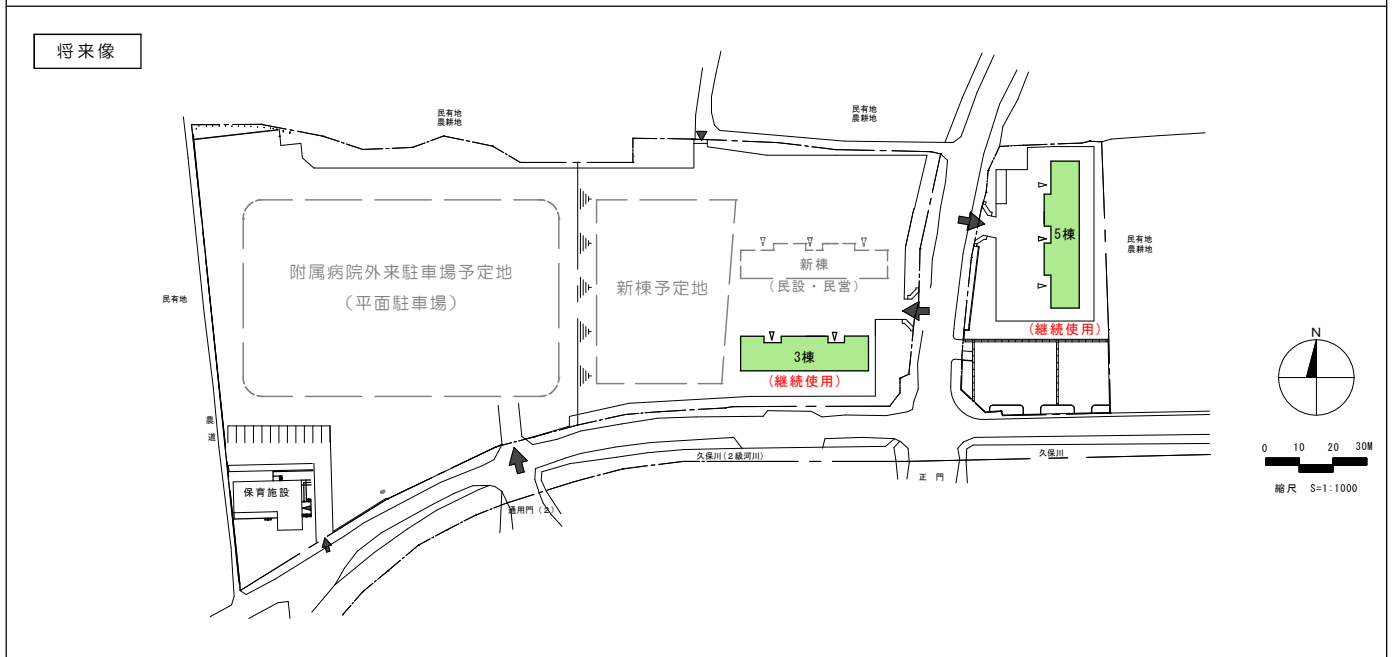 将来像
民有地
農耕地
民有地
農耕地
民有地
農耕地
5棟
(継続使用)
附属病院外来駐車場予定地
(平面駐車場)
新棟予定地
新棟
(民設・民営)
3棟
(継続使用)
民有地
農
道
保育施設
通用門(2)
久保川(2級河川)
正門
久保川
N
0 10 20 30M
縮尺 S=1:1000